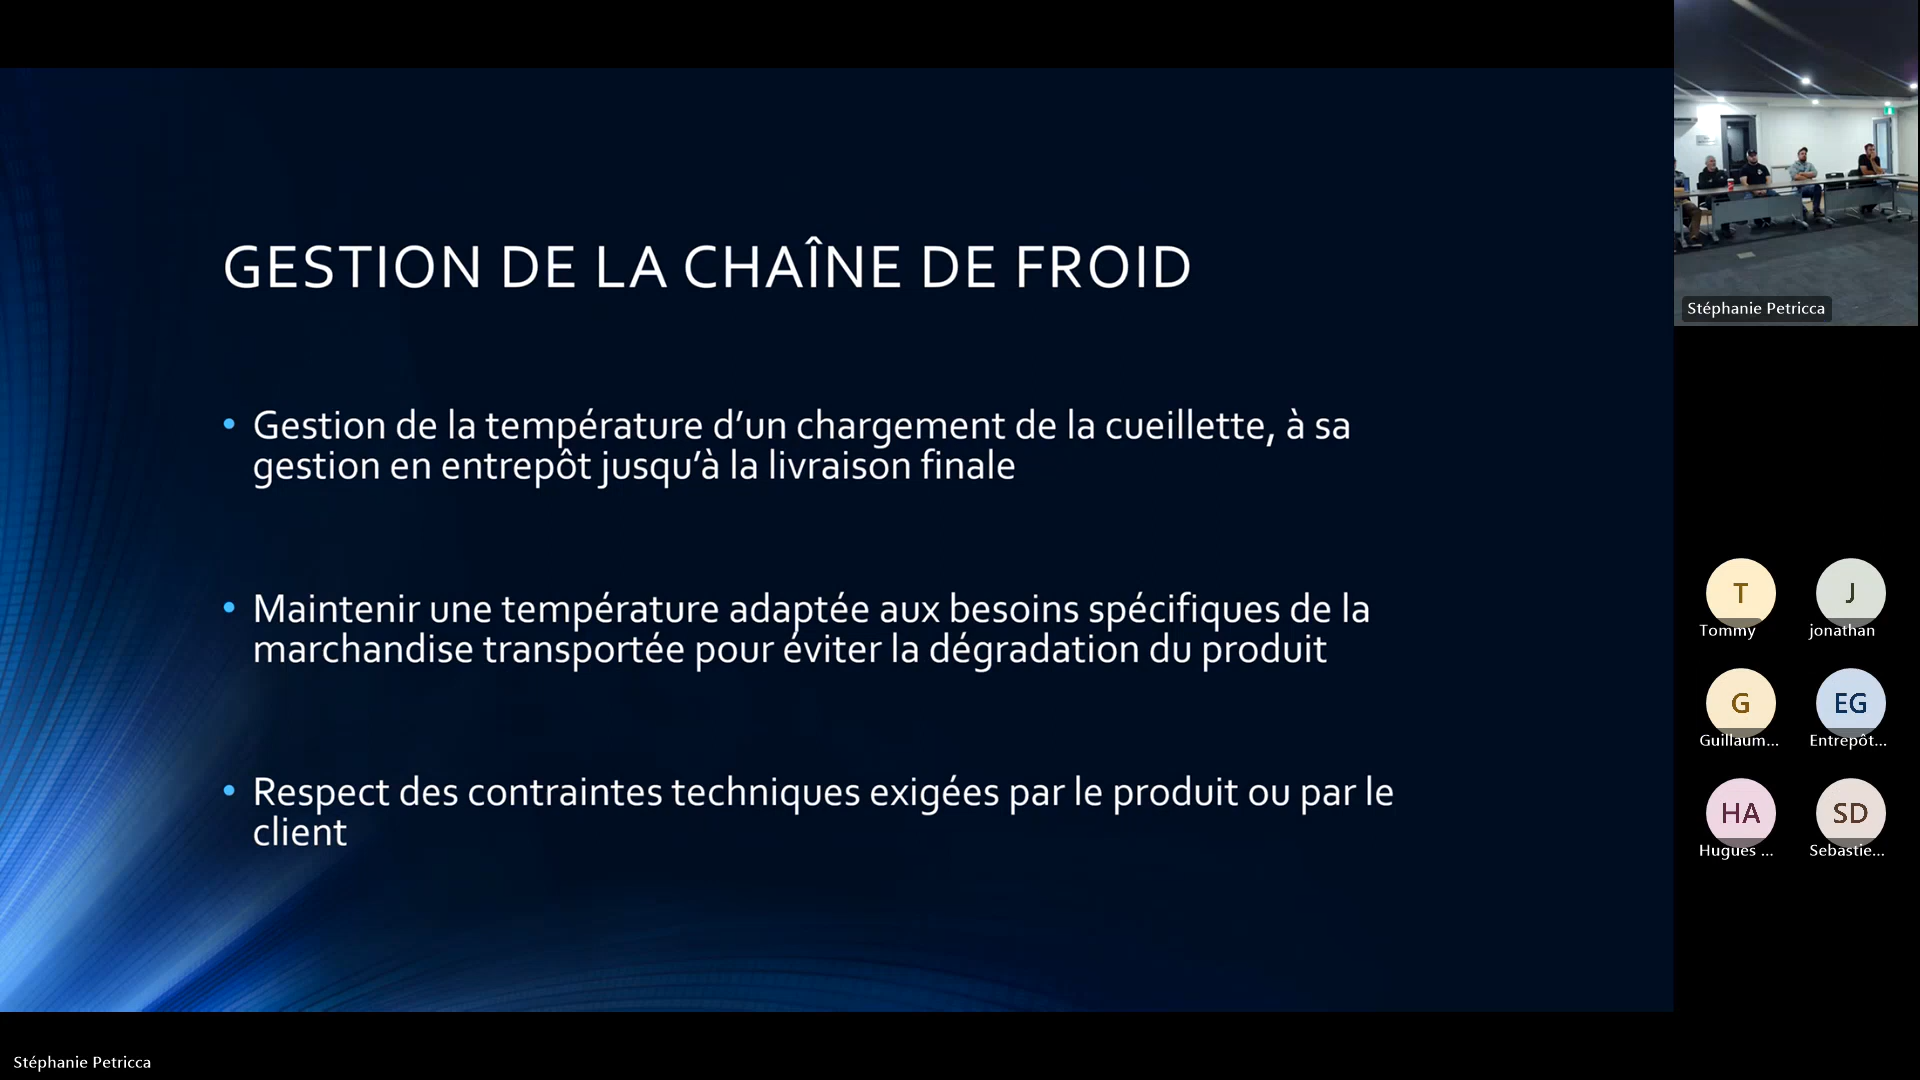 GESTION DE LA CHAÎNE DE FROID
• Gestion de la température d’un chargement de la cueillette, à sa
gestion en entrepôt jusqu’à la livraison finale
• Maintenir une température adaptée aux besoins spécifiques de la
marchandise transportée pour éviter la dégradation du produit
• Respect des contraintes techniques exigées par le produit ou par le
client
Stéphanie Petricca
T
Tommy
J
jonathan
G
Guillaum...
EG
Entrepôt...
HA
Hugues ...
SD
Sebastie...
Stéphanie Petricca